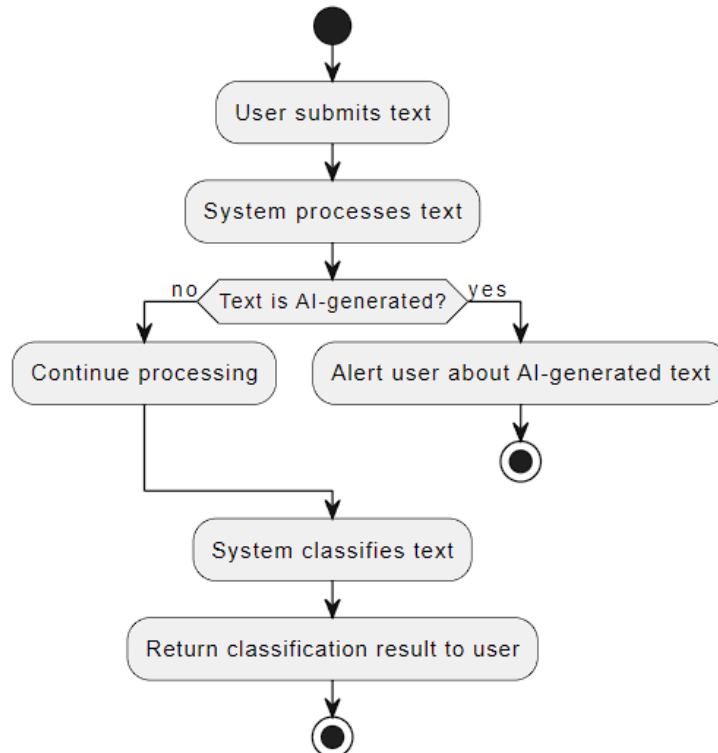 User submits text
System processes text
no
Text is AI-generated?
yes
Continue processing
Alert user about AI-generated text
System classifies text
Return classification result to user